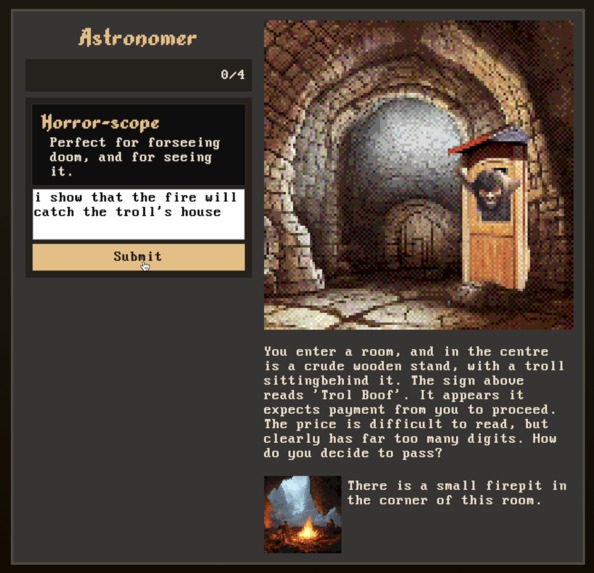 Astronomer
0/4
Horror-scope
Perfect for forseeing
doom, and for seeing
it.
i show that the fire will
catch the troll's house
Submit
You enter a room, and in the centre
is a crude wooden stand, with a troll
sittingbehind it. The sign above
reads 'Trol Boof'. It appears it
expects payment from you to proceed.
The price is difficult to read, but
clearly has far too many digits. How
do you decide to pass?
There is a small firepit in
the corner of this room.